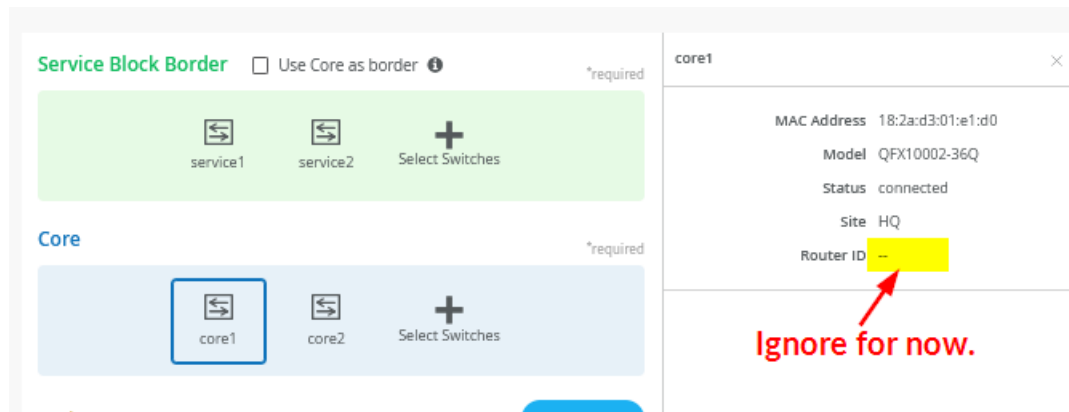 Service Block Border Use Core as border
*required
service1 service2 Select Switches
Core
*required
core1 core2 Select Switches
core1
MAC Address 18:2a:d3:01:e1:d0
Model QFX10002-36Q
Status connected
Site HQ
Router ID --
Ignore for now.